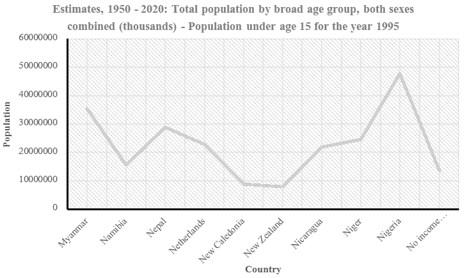 Estimates, 1950 - 2020: Total population by broad age group, both sexes
combined (thousands) - Population under age 15 for the year 1995
60000000
50000000
40000000
30000000
20000000
10000000
0
Population
Myanmar
Namibia
Nepal
Netherlands
New Caledonia
New Zealand
Nicaragua
Niger
Nigeria
No income…
Country